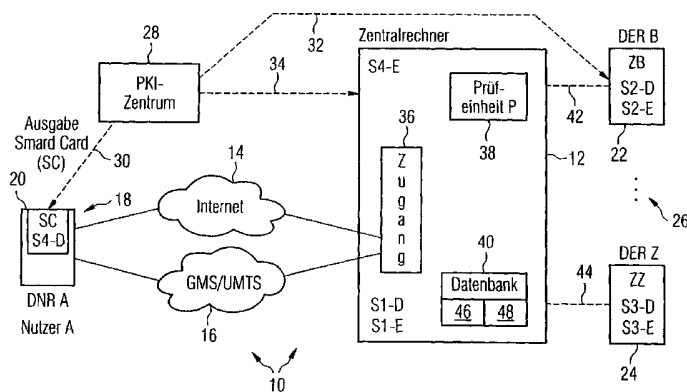 28
PKI-
Zentrum
32
34
Ausgabe
Smard Card
(SC)
30
20
18
SC
S4-D
DNR A
Nutzer A
14
Internet
GMS/UMTS
16
10
Zentralrechner
S4-E
36
Zugang
Prüf-
einheit P
38
12
40
Datenbank
46
48
S1-D
S1-E
42
DER B
ZB
S2-D
S2-E
22
26
44
DER Z
ZZ
S3-D
S3-E
24